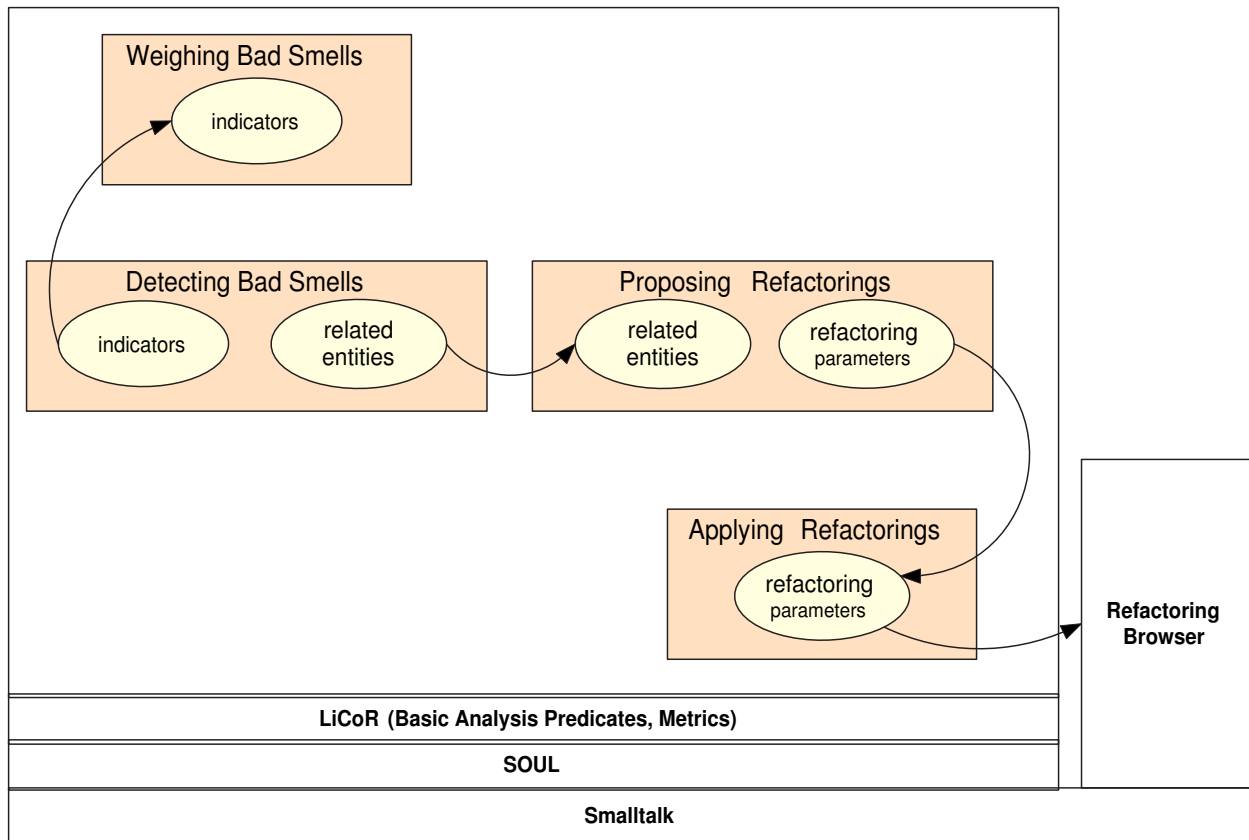 Weighing Bad Smells
indicators
Detecting Bad Smells
indicators
related
entities
Proposing Refactorings
related
entities
refactoring
parameters
Applying Refactorings
refactoring
parameters
Refactoring
Browser
LiCoR (Basic Analysis Predicates, Metrics)
SOUL
Smalltalk